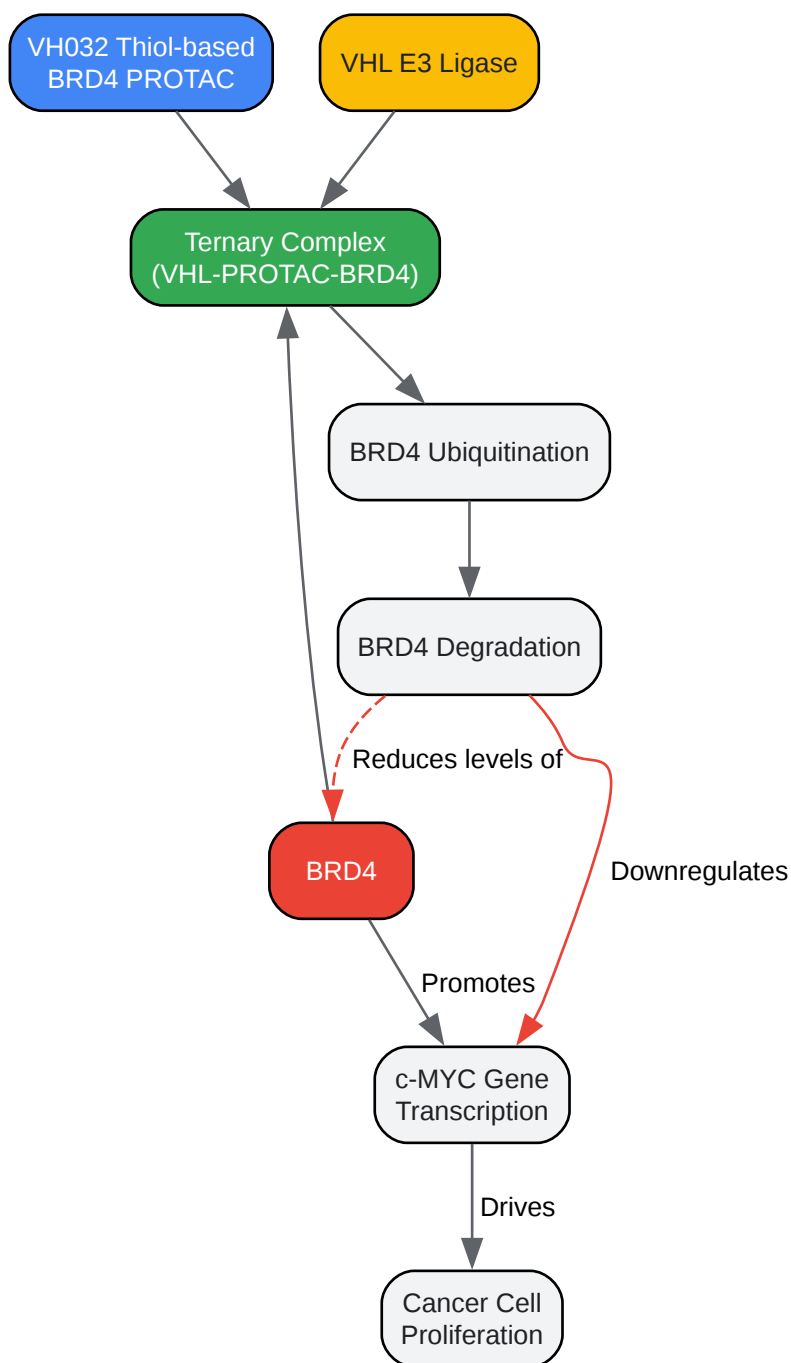 VH032 Thiol-based
BRD4 PROTAC
VHL E3 Ligase
Ternary Complex
(VHL-PROTAC-BRD4)
BRD4 Ubiquitination
BRD4 Degradation
Reduces levels of
BRD4
Downregulates
Promotes
c-MYC Gene
Transcription
Drives
Cancer Cell
Proliferation